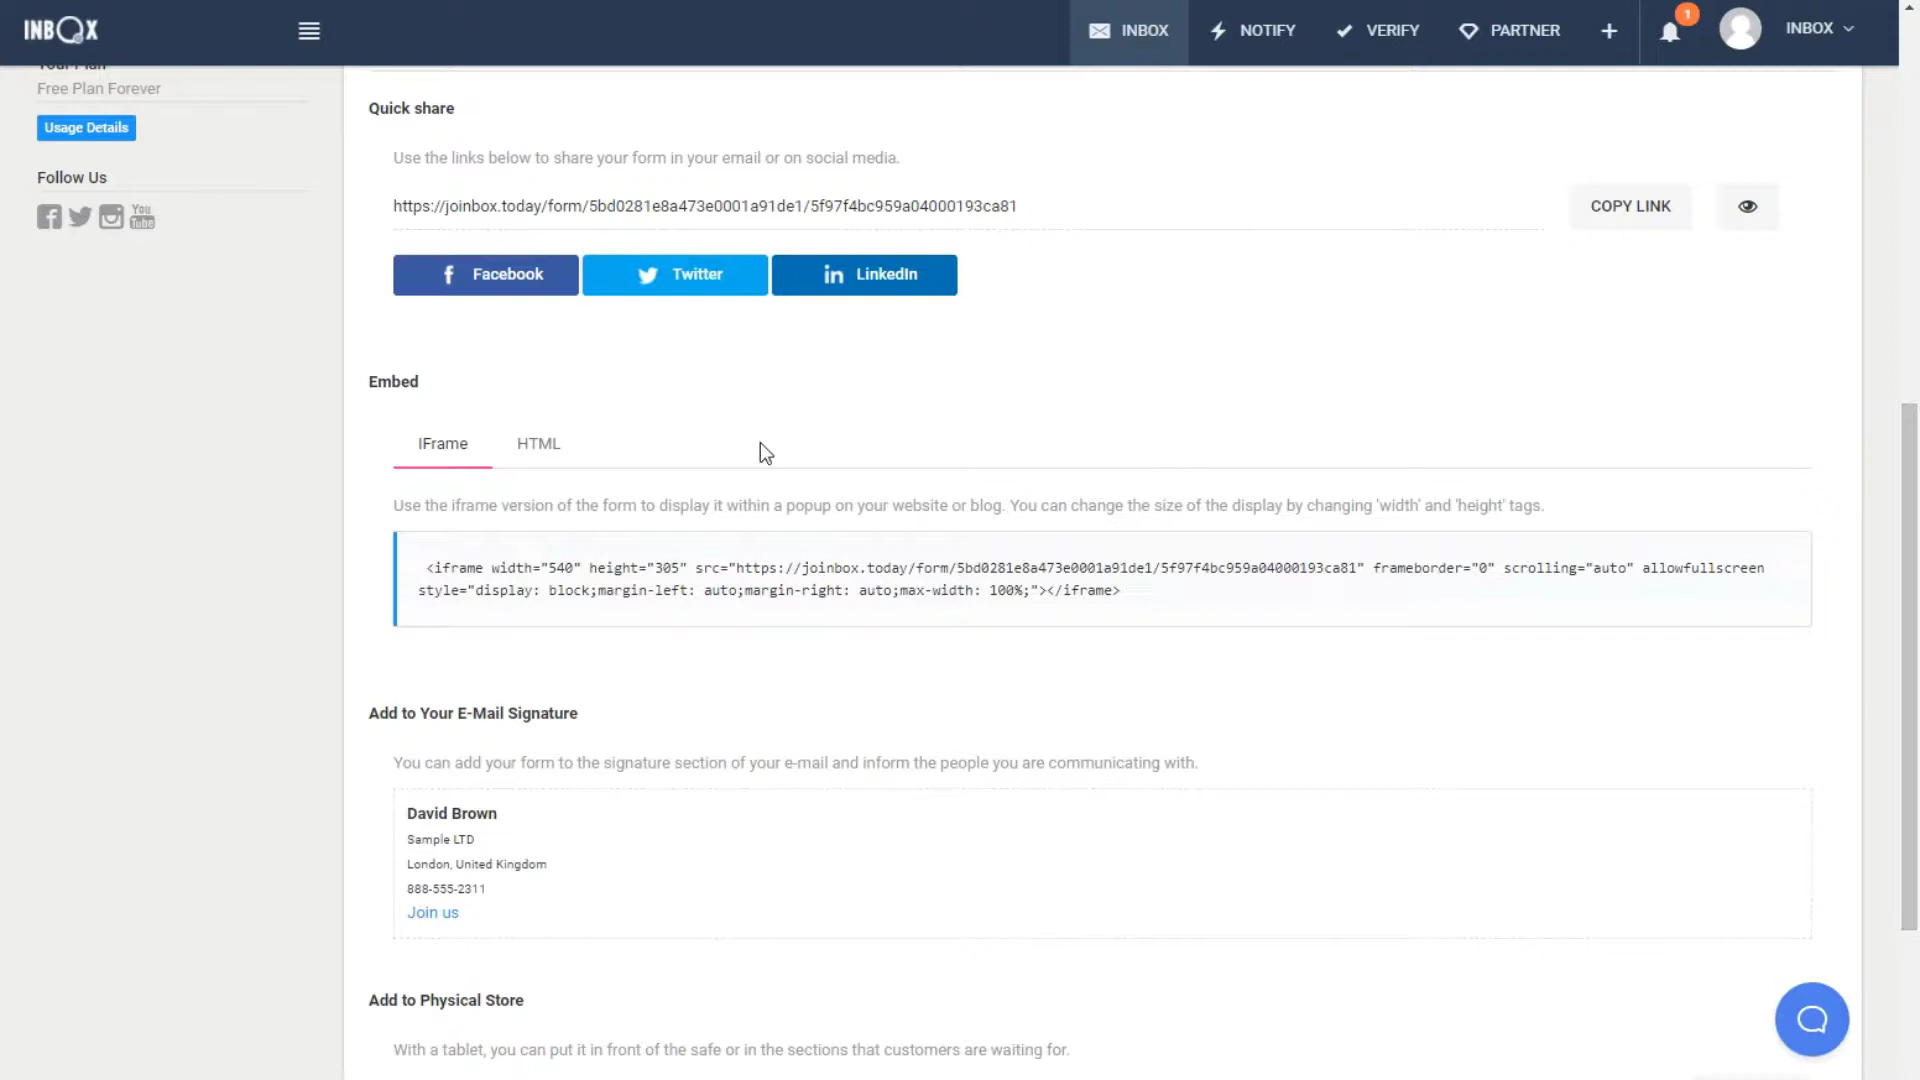 INBOX
INBOX
NOTIFY
VERIFY
PARTNER
1
INBOX
Your Plan
Free Plan Forever
Usage Details
Follow Us
You
Tube
Quick share
Use the links below to share your form in your email or on social media.
https://joinbox.today/form/5bd0281e8a473e0001a91de1/5f97f4bc959a04000193ca81
COPY LINK
Facebook
Twitter
LinkedIn
Embed
IFrame
HTML
Use the iframe version of the form to display it within a popup on your website or blog. You can change the size of the display by changing 'width' and 'height' tags.
<iframe width="540" height="305" src="https://joinbox.today/form/5bd0281e8a473e0001a91de1/5f97f4bc959a04000193ca81" frameborder="0" scrolling="auto" allowfullscreen
style="display: block;margin-left: auto;margin-right: auto;max-width: 100%;"></iframe>
Add to Your E-Mail Signature
You can add your form to the signature section of your e-mail and inform the people you are communicating with.
David Brown
Sample LTD
London, United Kingdom
888-555-2311
Join us
Add to Physical Store
With a tablet, you can put it in front of the safe or in the sections that customers are waiting for.